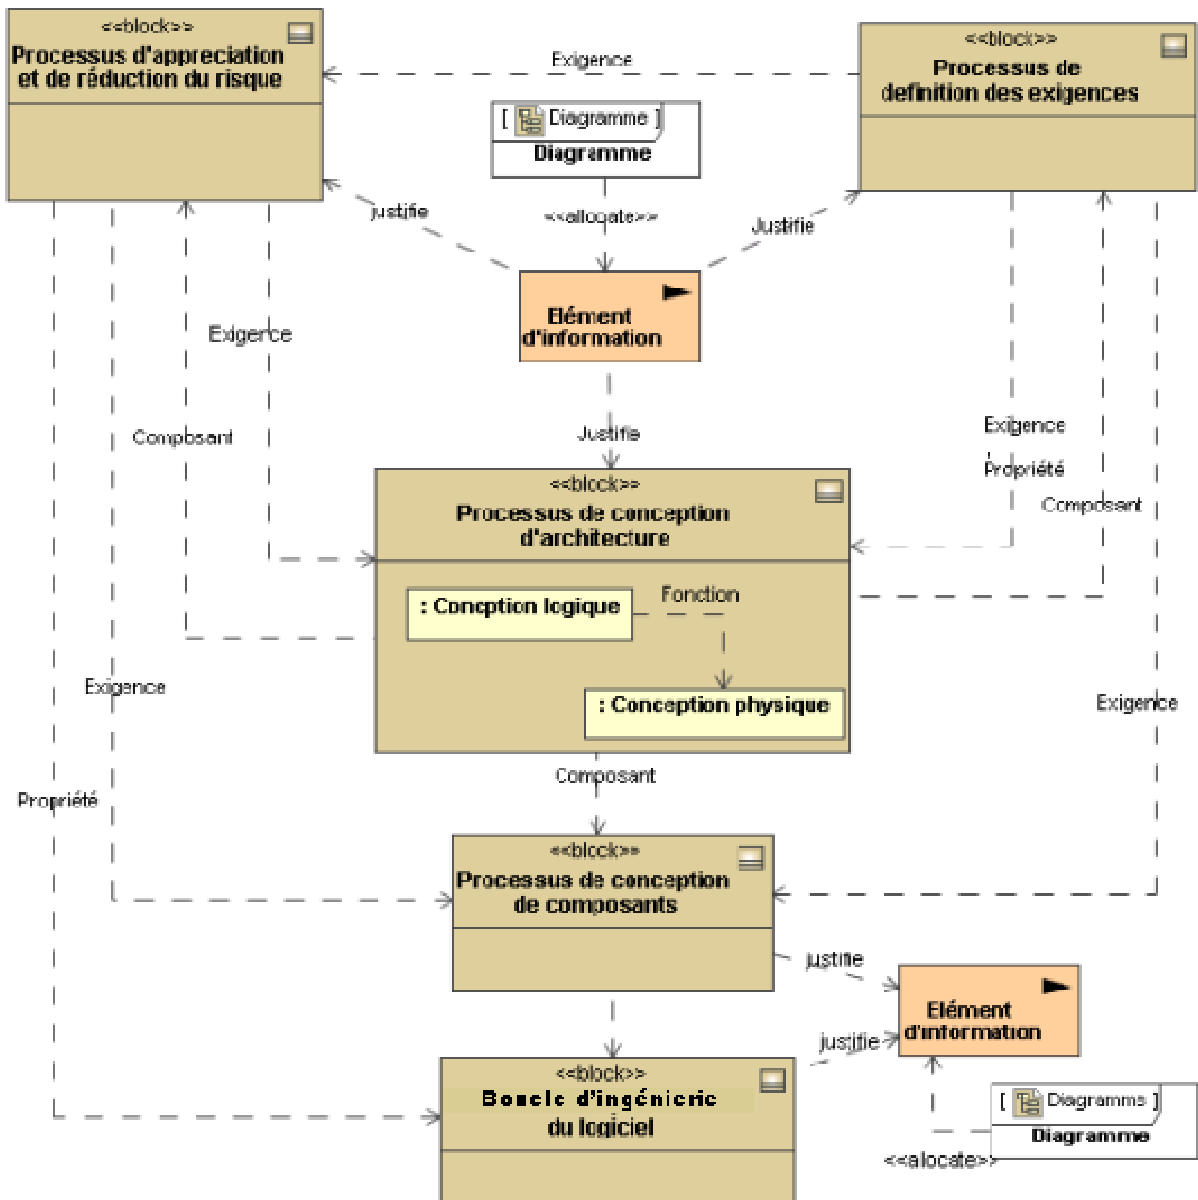 <<block>>
Processus d'appreciation
et de réduction du risque
<<block>>
Processus de
definition des exigences
Exigence
[ Diagramme ]
Diagramme
<<allocate>>
justifie
Justifie
Elément
d'information
Exigence
Composant
Justifie
Exigence
Propriété
Composant
<<block>>
Processus de conception
d'architecture
: Conception logique
Fonction
: Conception physique
Exigence
Exigence
Composant
Propriété
<<block>>
Processus de conception
de composants
justifie
Elément
d'information
justifie
<<block>>
Boucle d'ingénierie
du logiciel
[ Diagramme ]
Diagramme
<<allocate>>